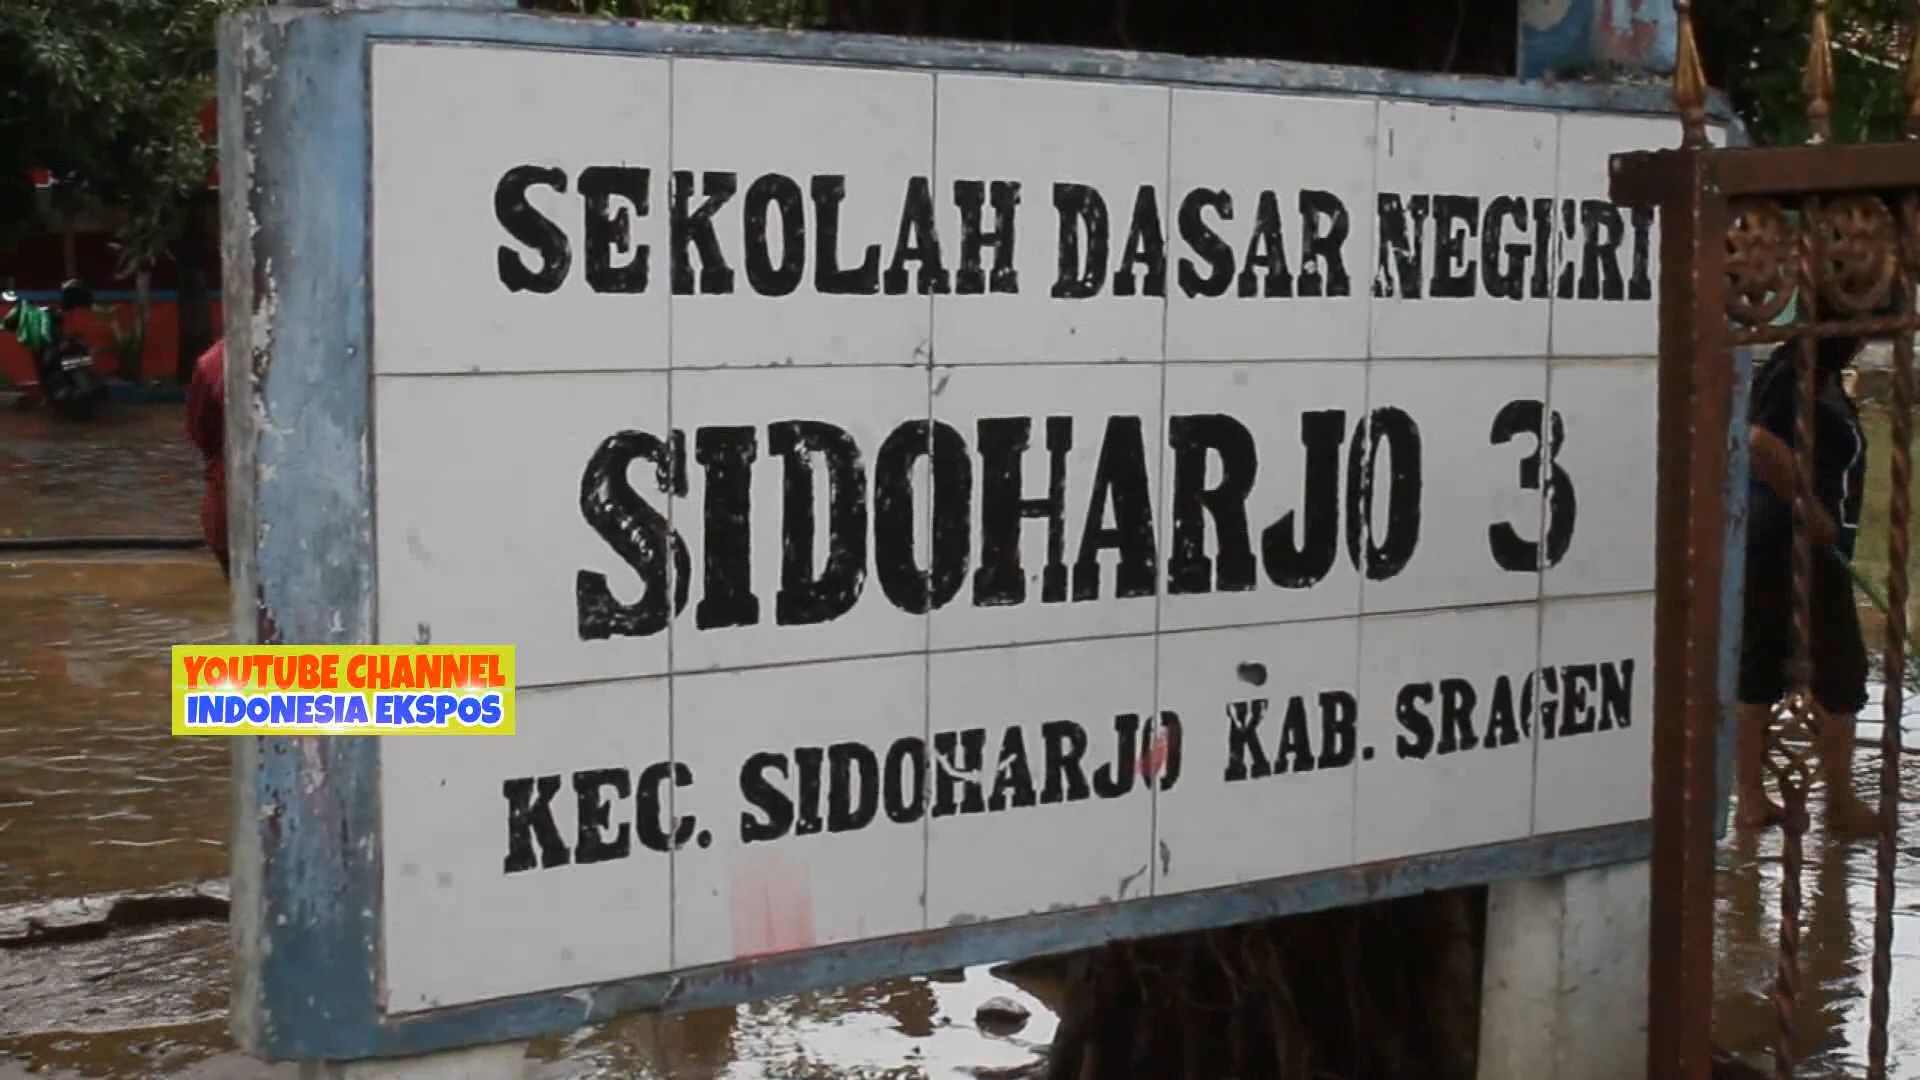 SEKOLAH DASAR NEGERI
SIDOHARJO 3
KEC. SIDOHARJO KAB. SRAGEN
YOUTUBE CHANNEL
INDONESIA EKSPOS